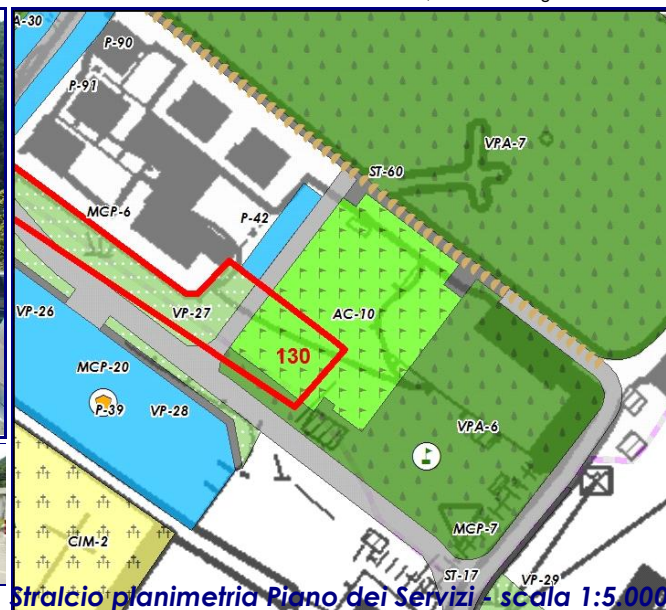 A-30
P-90
P-91
ST-60
VPA-7
MCP-6
P-42
VP-26
VP-27
AC-10
130
MCP-20
P-39
VP-28
VPA-6
CIM-2
MCP-7
ST-17
VP-29
Stralcio planimetria Piano dei Servizi - scala 1:5.000